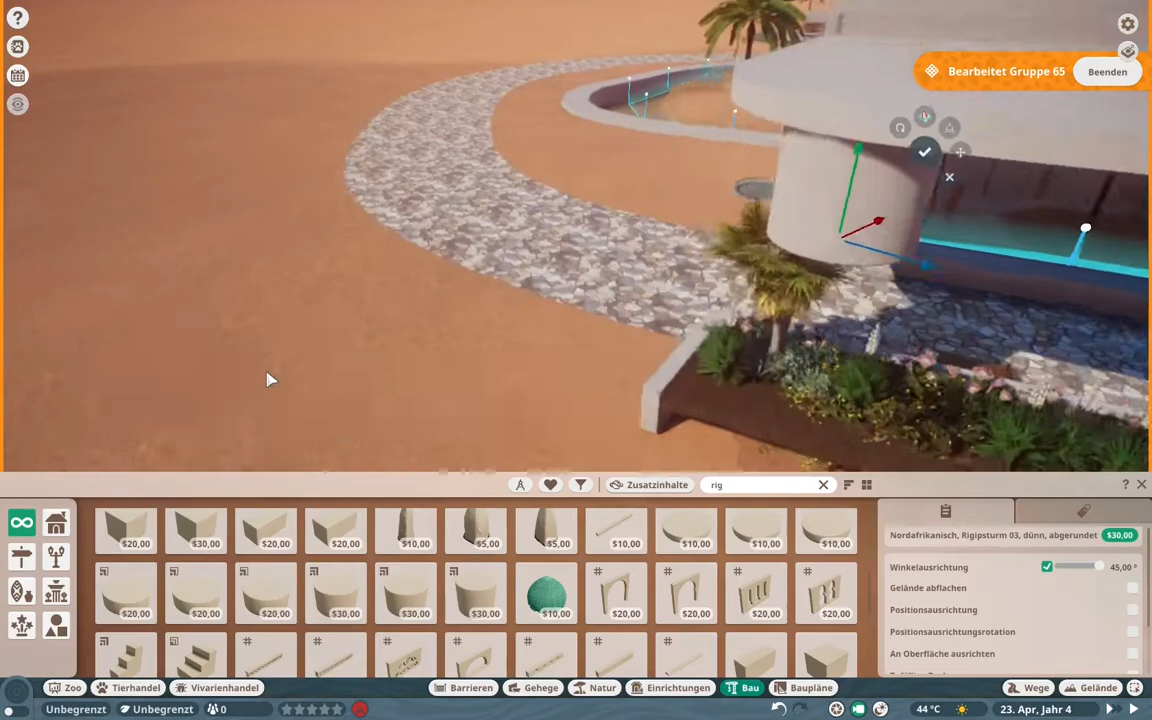 ?
Bearbeitet Gruppe 65
Beenden
Zusatzinhalte
rig
?
$20,00 $30,00 $20,00 $20,00 $10,00 $5,00 $5,00 $10,00 $10,00 $10,00 $10,00
$20,00 $20,00 $20,00 $30,00 $30,00 $30,00 $10,00 $20,00 $20,00 $20,00 $20,00
Nordafrikanisch, Rigipsturm 03, dünn, abgerundet $30,00
Winkelausrichtung 45,00 °
Gelände abflachen
Positionsausrichtung
Positionsausrichtungsrotation
An Oberfläche ausrichten
Zoo Tierhandel Vivarienhandel Barrieren Gehege Natur Einrichtungen Bau Baupläne Wege Gelände
Unbegrenzt Unbegrenzt 0 44 °C 23. Apr, Jahr 4